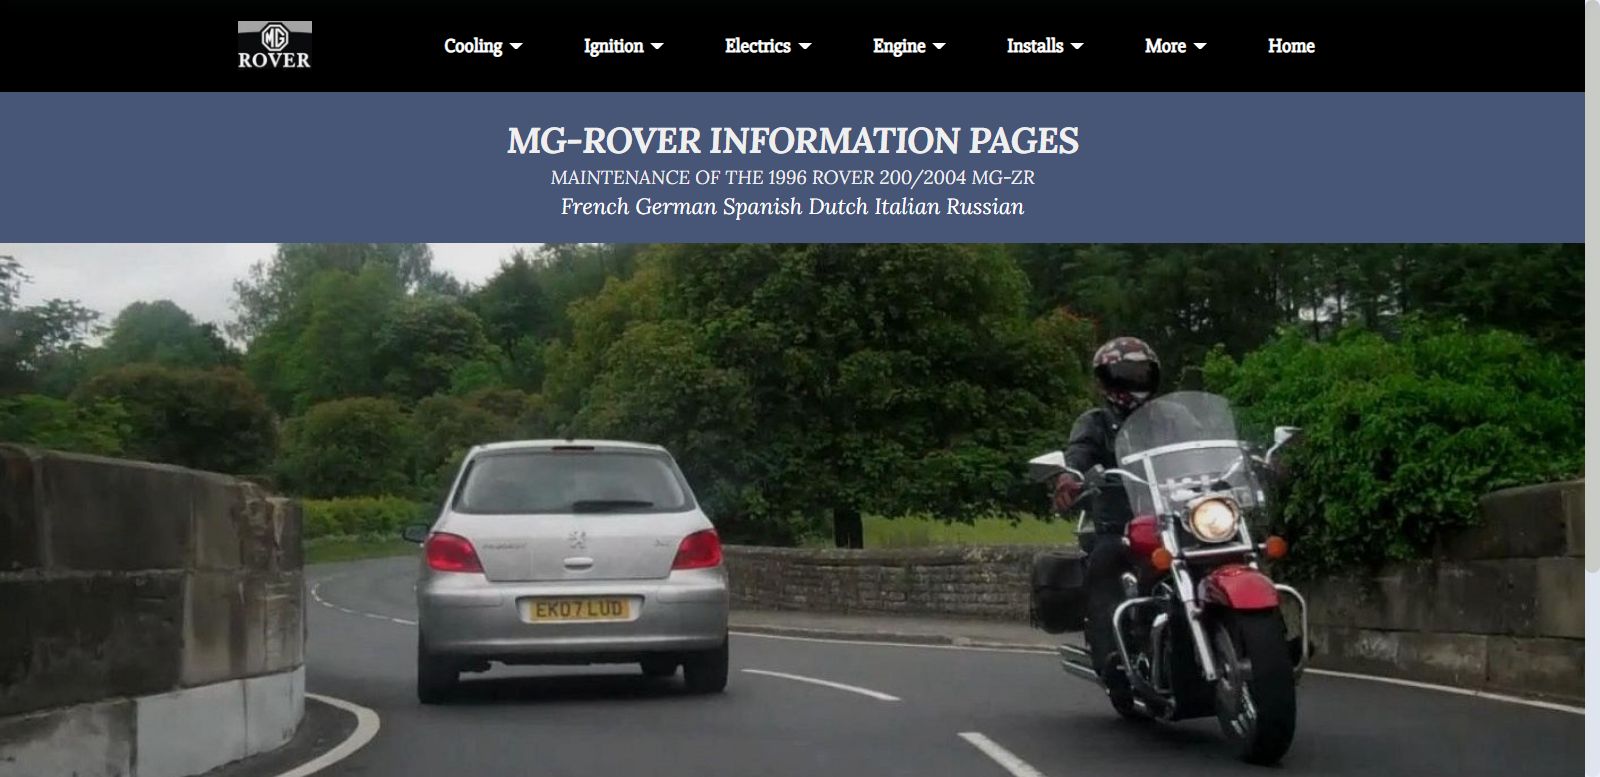 MG
ROVER
Cooling
Ignition
Electrics
Engine
Installs
More
Home
MG-ROVER INFORMATION PAGES
MAINTENANCE OF THE 1996 ROVER 200/2004 MG-ZR
French German Spanish Dutch Italian Russian
PEUGEOT
EK07 LUD